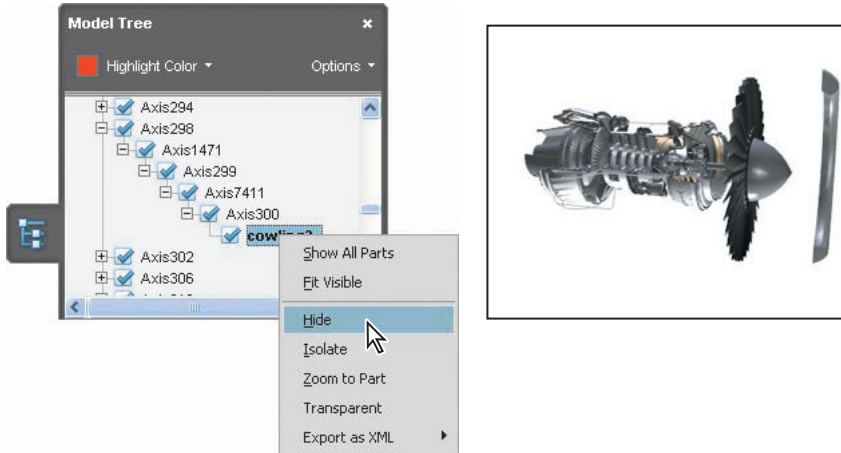 Model Tree
Highlight Color
Options
Axis294
Axis298
Axis1471
Axis299
Axis7411
Axis300
Axis302
Axis306
Show All Parts
Fit Visible
Hide
Isolate
Zoom to Part
Transparent
Export as XML